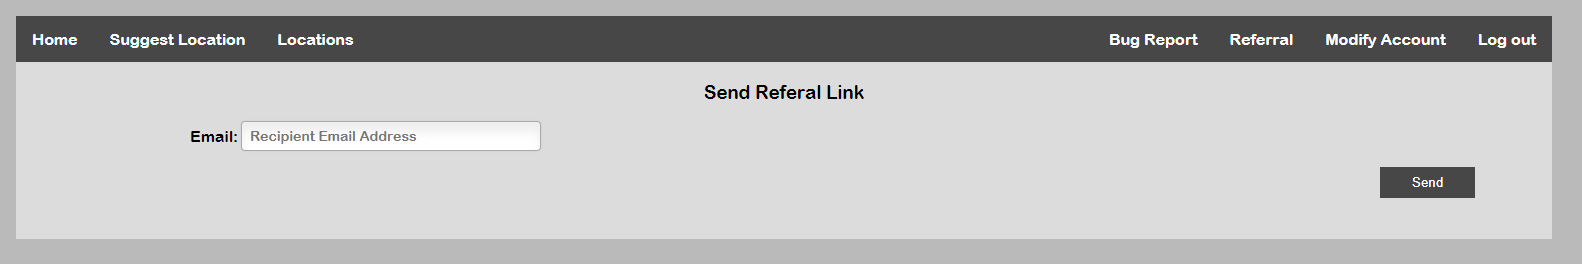 Home Suggest Location Locations Bug Report Referral Modify Account Log out
Send Referal Link
Email: Recipient Email Address
Send